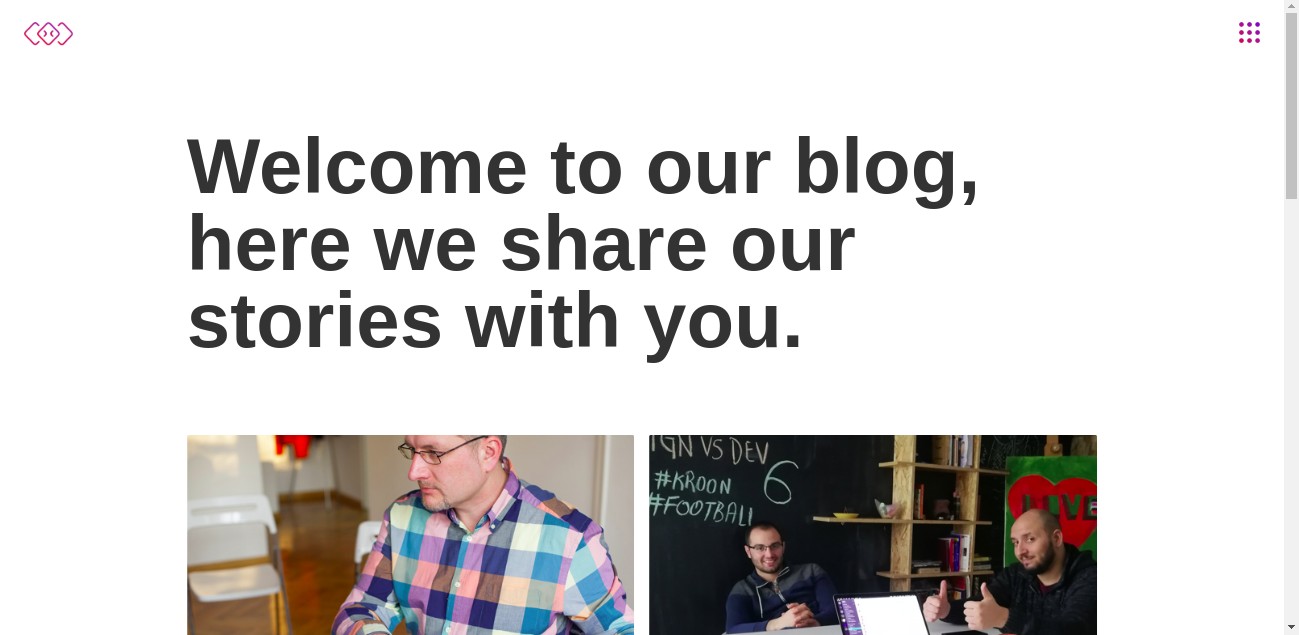 Welcome to our blog,
here we share our
stories with you.
IGN VS DEV
#KROON
6
#FOOTBALL
LIVE